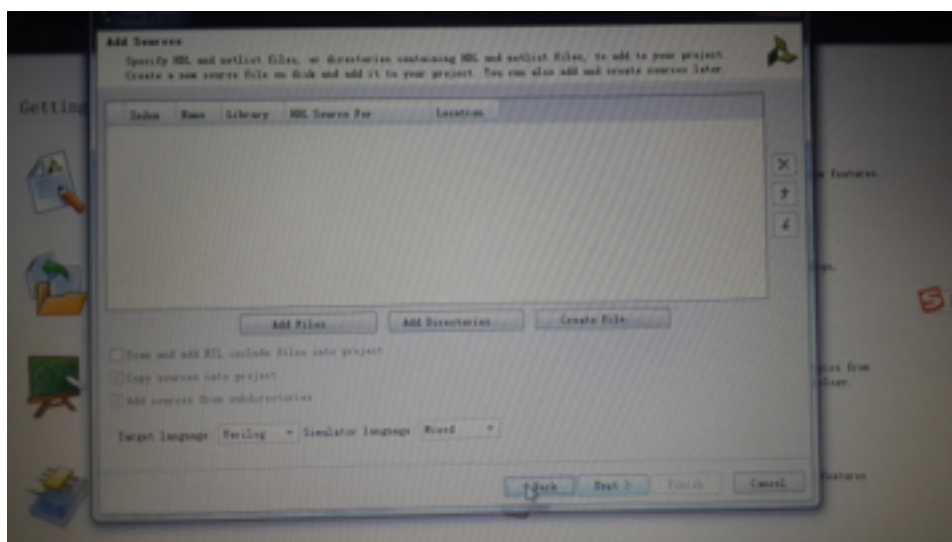 Add Sources
Specify HDL and netlist files, or directories containing HDL and netlist files, to add to your project.
Create a new source file on disk and add it to your project. You can also add and create sources later.
Getting
Index Name Library HDL Source For Location
features.
Add Files Add Directories Create File
Scan and add RTL include files into project
Copy sources into project
from
Add sources from subdirectories
Target language Verilog Simulator language Mixed
features
< Back Next > Finish Cancel